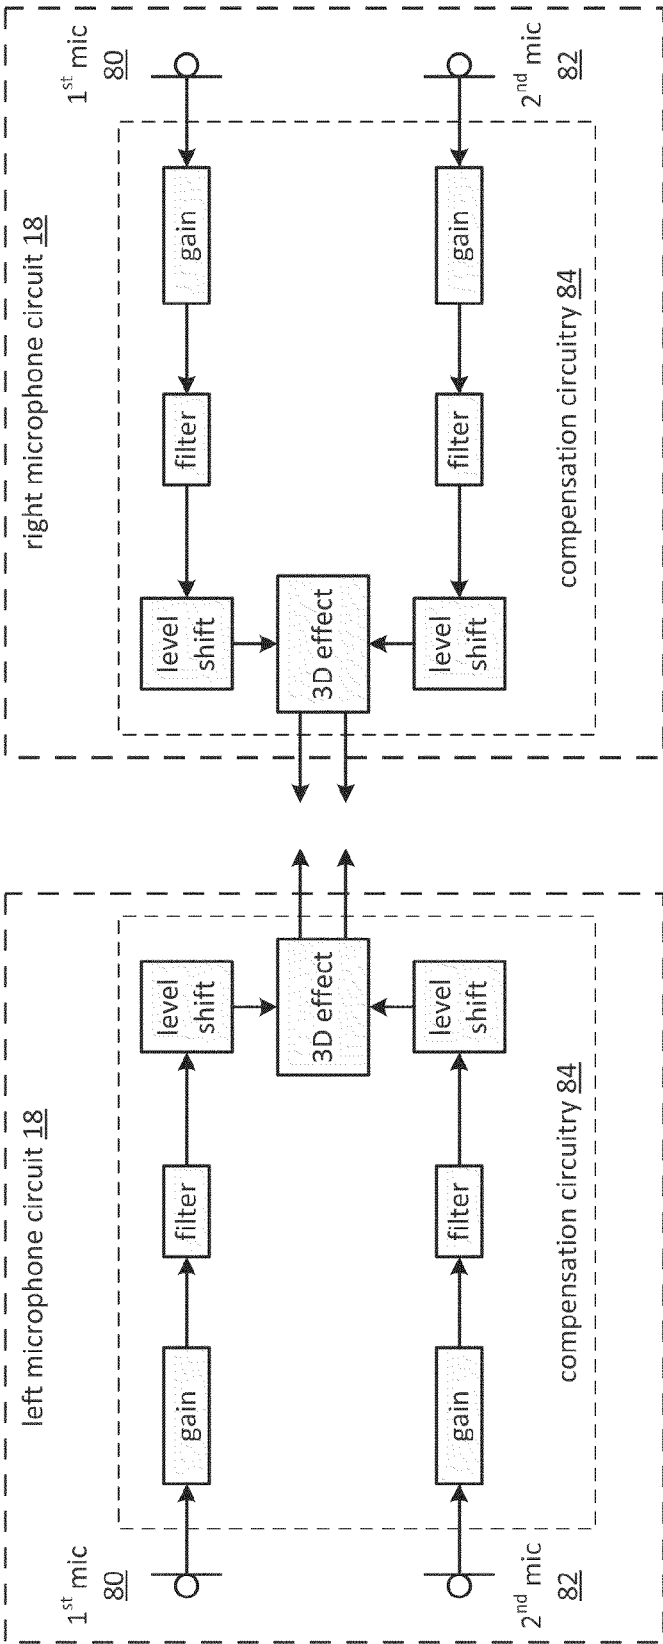 left microphone circuit 18
1st mic
80
gain
filter
level
shift
3D effect
2nd mic
82
gain
filter
level
shift
compensation circuitry 84
right microphone circuit 18
1st mic
80
level
shift
filter
gain
3D effect
2nd mic
82
level
shift
filter
gain
compensation circuitry 84